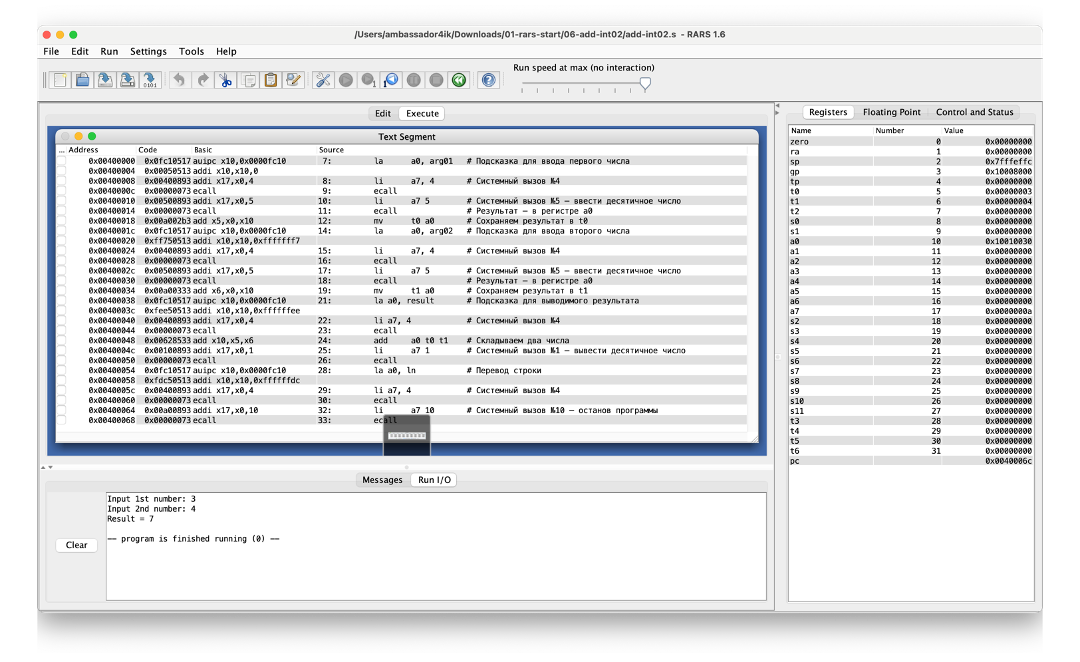 /Users/ambassador4ik/Downloads/01-rars-start/06-add-int02/add-int02.s - RARS 1.6
File Edit Run Settings Tools Help
Run speed at max (no interaction)
Edit Execute
Text Segment
... Address Code Basic Source
0x00400000 0x0fc10517 auipc x10,0x0000fc10 7: la a0, arg01 # Подсказка для ввода первого числа
0x00400004 0x00050513 addi x10,x10,0
0x00400008 0x00400893 addi x17,x0,4 8: li a7, 4 # Системный вызов №4
0x0040000c 0x00000073 ecall 9: ecall
0x00400010 0x00500893 addi x17,x0,5 10: li a7 5 # Системный вызов №5 — ввести десятичное число
0x00400014 0x00000073 ecall 11: ecall # Результат — в регистре a0
0x00400018 0x00a002b3 add x5,x0,x10 12: mv t0 a0 # Сохраняем результат в t0
0x0040001c 0x0fc10517 auipc x10,0x0000fc10 14: la a0, arg02 # Подсказка для ввода второго числа
0x00400020 0xff750513 addi x10,x10,0xfffffff7
0x00400024 0x00400893 addi x17,x0,4 15: li a7, 4 # Системный вызов №4
0x00400028 0x00000073 ecall 16: ecall
0x0040002c 0x00500893 addi x17,x0,5 17: li a7 5 # Системный вызов №5 — ввести десятичное число
0x00400030 0x00000073 ecall 18: ecall # Результат — в регистре a0
0x00400034 0x00a00333 add x6,x0,x10 19: mv t1 a0 # Сохраняем результат в t1
0x00400038 0x0fc10517 auipc x10,0x0000fc10 21: la a0, result # Подсказка для выводимого результата
0x0040003c 0xfee50513 addi x10,x10,0xffffffee
0x00400040 0x00400893 addi x17,x0,4 22: li a7, 4 # Системный вызов №4
0x00400044 0x00000073 ecall 23: ecall
0x00400048 0x00628533 add x10,x5,x6 24: add a0 t0 t1 # Складываем два числа
0x0040004c 0x00100893 addi x17,x0,1 25: li a7 1 # Системный вызов №1 — вывести десятичное число
0x00400050 0x00000073 ecall 26: ecall
0x00400054 0x0fc10517 auipc x10,0x0000fc10 28: la a0, ln # Перевод строки
0x00400058 0xfdc50513 addi x10,x10,0xffffffdc
0x0040005c 0x00400893 addi x17,x0,4 29: li a7, 4 # Системный вызов №4
0x00400060 0x00000073 ecall 30: ecall
0x00400064 0x00a00893 addi x17,x0,10 32: li a7 10 # Системный вызов №10 — останов программы
0x00400068 0x00000073 ecall 33: ecall
Messages Run I/O
Input 1st number: 3
Input 2nd number: 4
Result = 7
-- program is finished running (0) --
Clear
Registers Floating Point Control and Status
Name Number Value
zero 0 0x00000000
ra 1 0x00000000
sp 2 0x7fffeffc
gp 3 0x10008000
tp 4 0x00000000
t0 5 0x00000003
t1 6 0x00000004
t2 7 0x00000000
s0 8 0x00000000
s1 9 0x00000000
a0 10 0x10010030
a1 11 0x00000000
a2 12 0x00000000
a3 13 0x00000000
a4 14 0x00000000
a5 15 0x00000000
a6 16 0x00000000
a7 17 0x0000000a
s2 18 0x00000000
s3 19 0x00000000
s4 20 0x00000000
s5 21 0x00000000
s6 22 0x00000000
s7 23 0x00000000
s8 24 0x00000000
s9 25 0x00000000
s10 26 0x00000000
s11 27 0x00000000
t3 28 0x00000000
t4 29 0x00000000
t5 30 0x00000000
t6 31 0x00000000
pc 0x0040006c